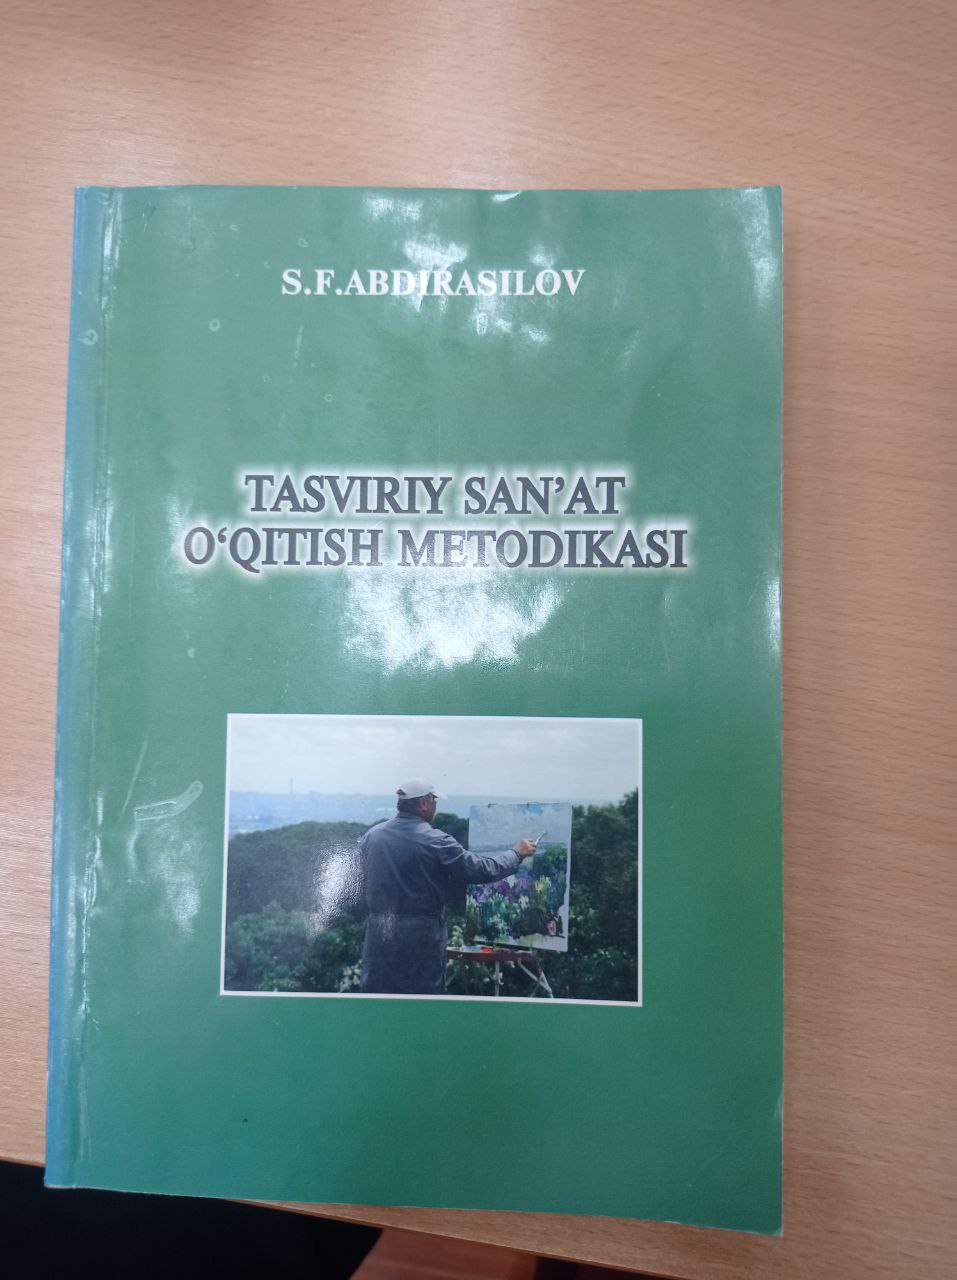 S.F.ABDIRASILOV
TASVIRIY SAN’AT
O‘QITISH METODIKASI